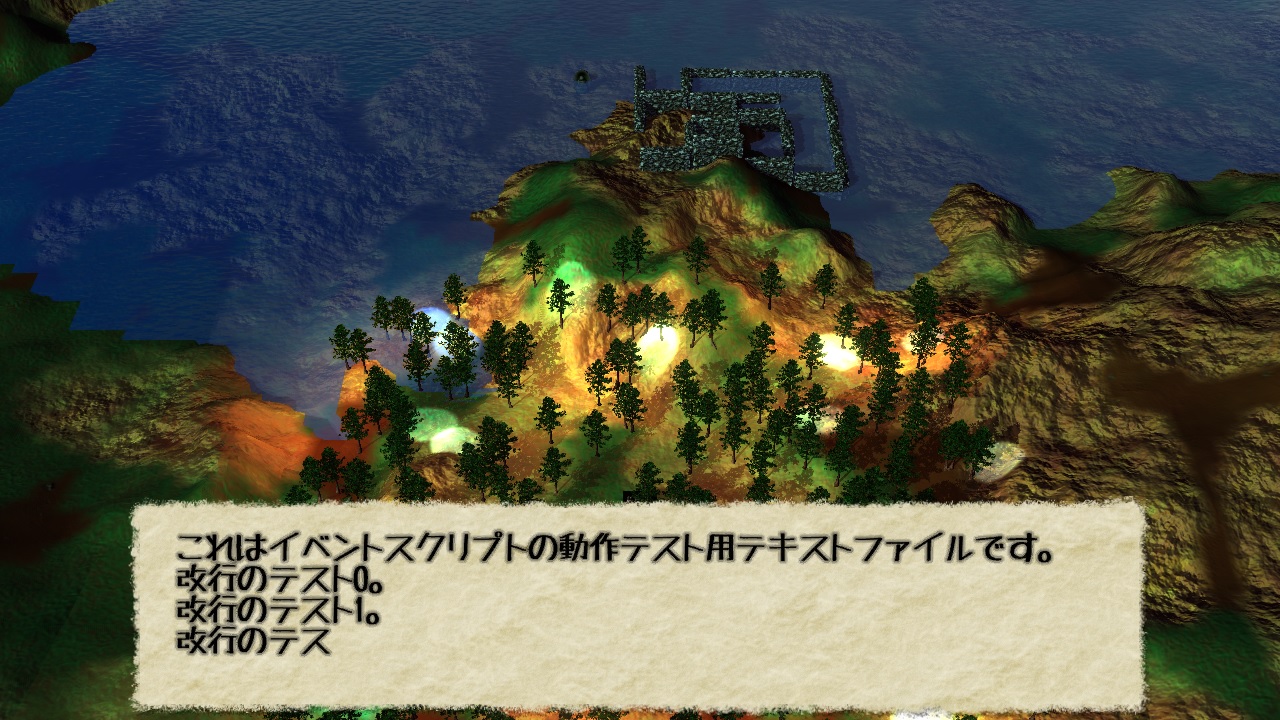 これはイベントスクリプトの動作テスト用テキストファイルです。
改行のテスト0。
改行のテスト1。
改行のテス